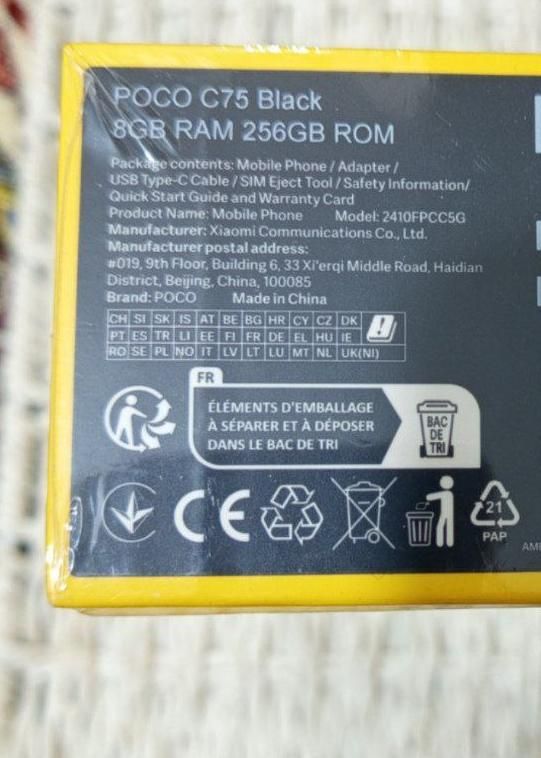 POCO C75 Black
8GB RAM 256GB ROM
Package contents: Mobile Phone / Adapter /
USB Type-C Cable / SIM Eject Tool / Safety Information/
Quick Start Guide and Warranty Card
Product Name: Mobile Phone Model: 2410FPCC5G
Manufacturer: Xiaomi Communications Co., Ltd.
Manufacturer postal address:
#019, 9th Floor, Building 6, 33 Xi'erqi Middle Road, Haidian
District, Beijing, China, 100085
Brand: POCO Made in China
CH SI SK IS AT BE BG HR CY CZ DK
PT ES TR LI EE FI FR DE EL HU IE
RO SE PL NO IT LV LT LU MT NL UK(NI)
FR
ÉLÉMENTS D'EMBALLAGE
À SÉPARER ET À DÉPOSER
DANS LE BAC DE TRI
BAC
DE
TRI
CE
21
PAP